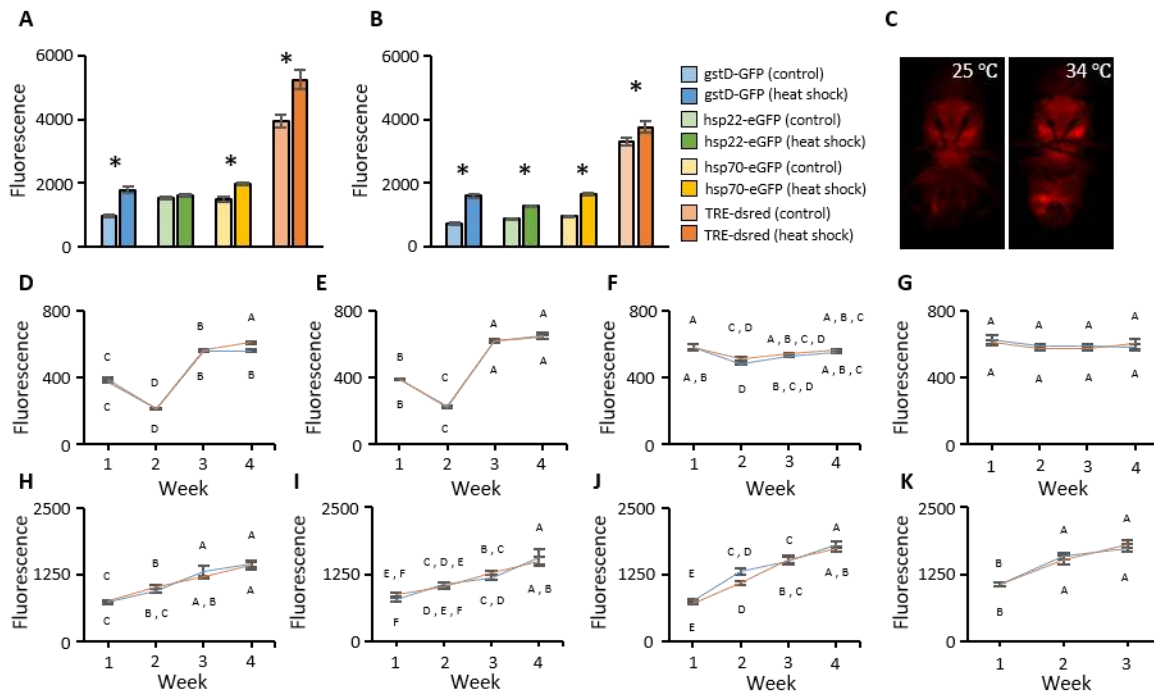 A
B
C
6000
4000
2000
0
Fluorescence
*
*
*
6000
4000
2000
0
Fluorescence
*
*
*
*
gstD-GFP (control)
gstD-GFP (heat shock)
hsp22-eGFP (control)
hsp22-eGFP (heat shock)
hsp70-eGFP (control)
hsp70-eGFP (heat shock)
TRE-dsred (control)
TRE-dsred (heat shock)
25 °C
34 °C
D
E
F
G
800
400
0
Fluorescence
C
D
B
A
C
D
B
B
1 2 3 4
Week
800
400
0
Fluorescence
B
C
A
A
B
C
A
A
1 2 3 4
Week
800
400
0
Fluorescence
A
C, D
A, B, C, D
A, B, C
A, B
D
B, C, D
A, B, C
1 2 3 4
Week
800
400
0
Fluorescence
A
A
A
A
A
A
A
A
1 2 3 4
Week
H
I
J
K
2500
1250
0
Fluorescence
C
B
A
A
C
B, C
A, B
A
1 2 3 4
Week
2500
1250
0
Fluorescence
E, F
C, D, E
B, C
A
F
D, E, F
C, D
A, B
1 2 3 4
Week
2500
1250
0
Fluorescence
E
C, D
C
A
E
D
B, C
A, B
1 2 3 4
Week
2500
1250
0
Fluorescence
B
A
A
B
A
A
1 2 3
Week